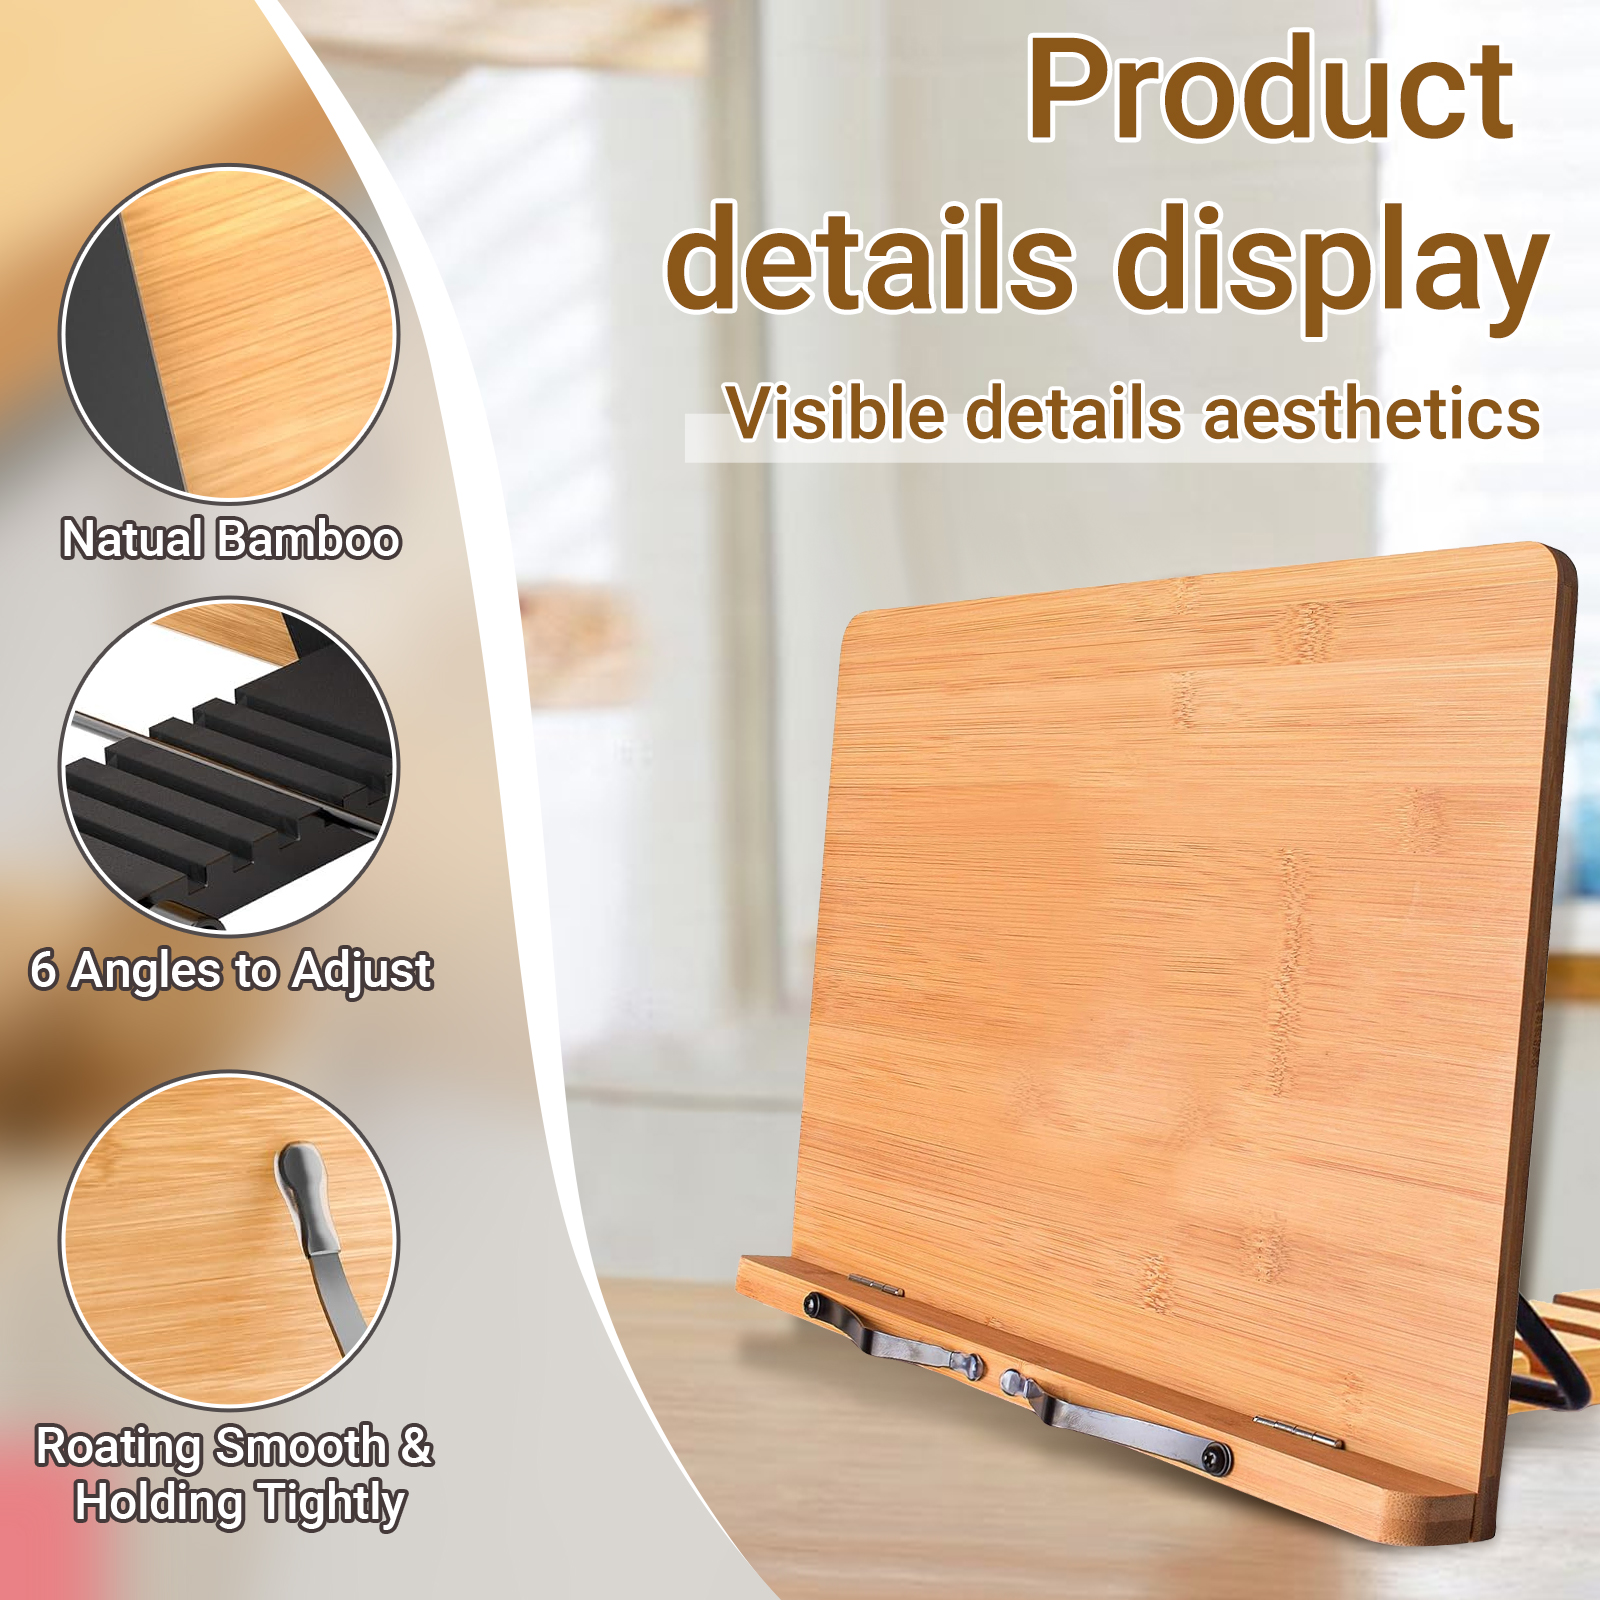 Product
details display
Visible details aesthetics
Natual Bamboo
6 Angles to Adjust
Roating Smooth &
Holding Tightly